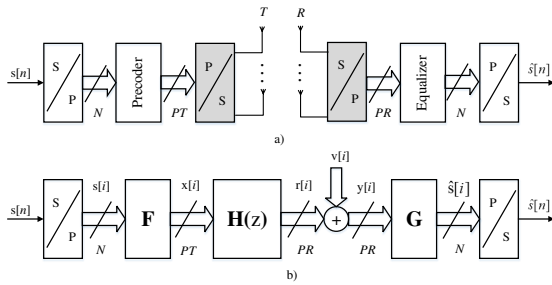 T R
s[n] S P N Precoder PT P S P S PR Equalizer N S P ŝ[n]
a)
s[n] S P s[i] N F x[i] PT H(z) r[i] PR v[i] + y[i] PR G ŝ[i] N P S ŝ[n]
b)